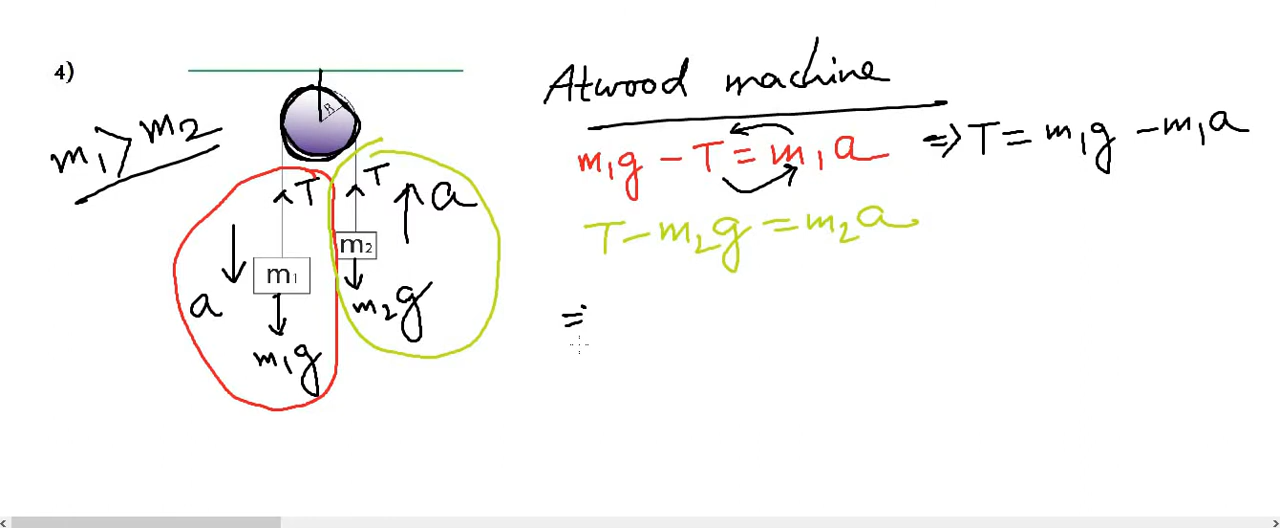 4)
Atwood machine
m₁ > m₂
R
m₁g - T = m₁a => T = m₁g - m₁a
T T
a
T - m₂g = m₂a
m₂
m₁
a
m₂g
=
m₁g